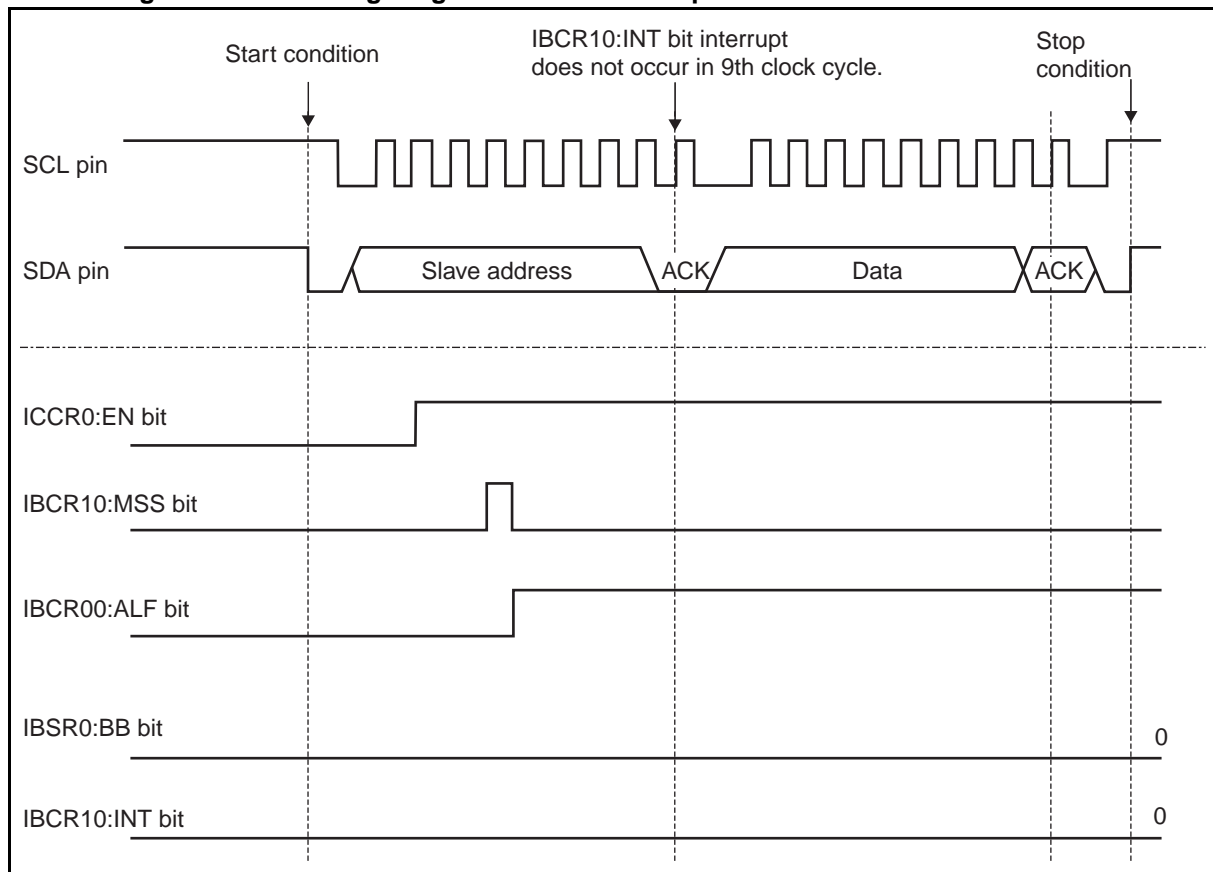 Start condition
IBCR10:INT bit interrupt
does not occur in 9th clock cycle.
Stop
condition
SCL pin
SDA pin
Slave address
ACK
Data
ACK
ICCR0:EN bit
IBCR10:MSS bit
IBCR00:ALF bit
IBSR0:BB bit
0
IBCR10:INT bit
0